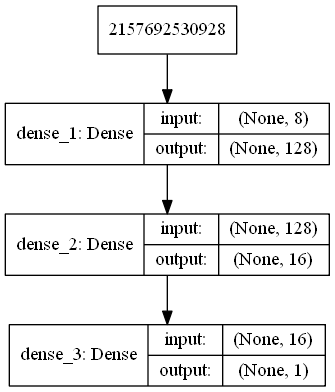 2157692530928
dense_1: Dense
input:
(None, 8)
output:
(None, 128)
dense_2: Dense
input:
(None, 128)
output:
(None, 16)
dense_3: Dense
input:
(None, 16)
output:
(None, 1)